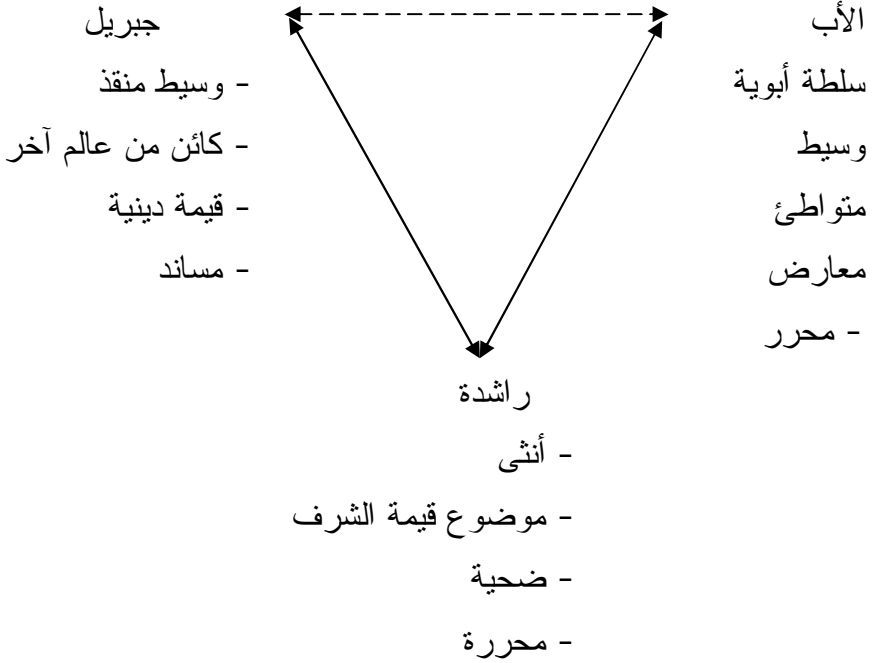 الأب
سلطة أبوية
وسيط
متواطئ
معارض
- محرر
جبريل
- وسيط منقذ
- كائن من عالم آخر
- قيمة دينية
- مساند
راشدة
- أنثى
- موضوع قيمة الشرف
- ضحية
- محررة